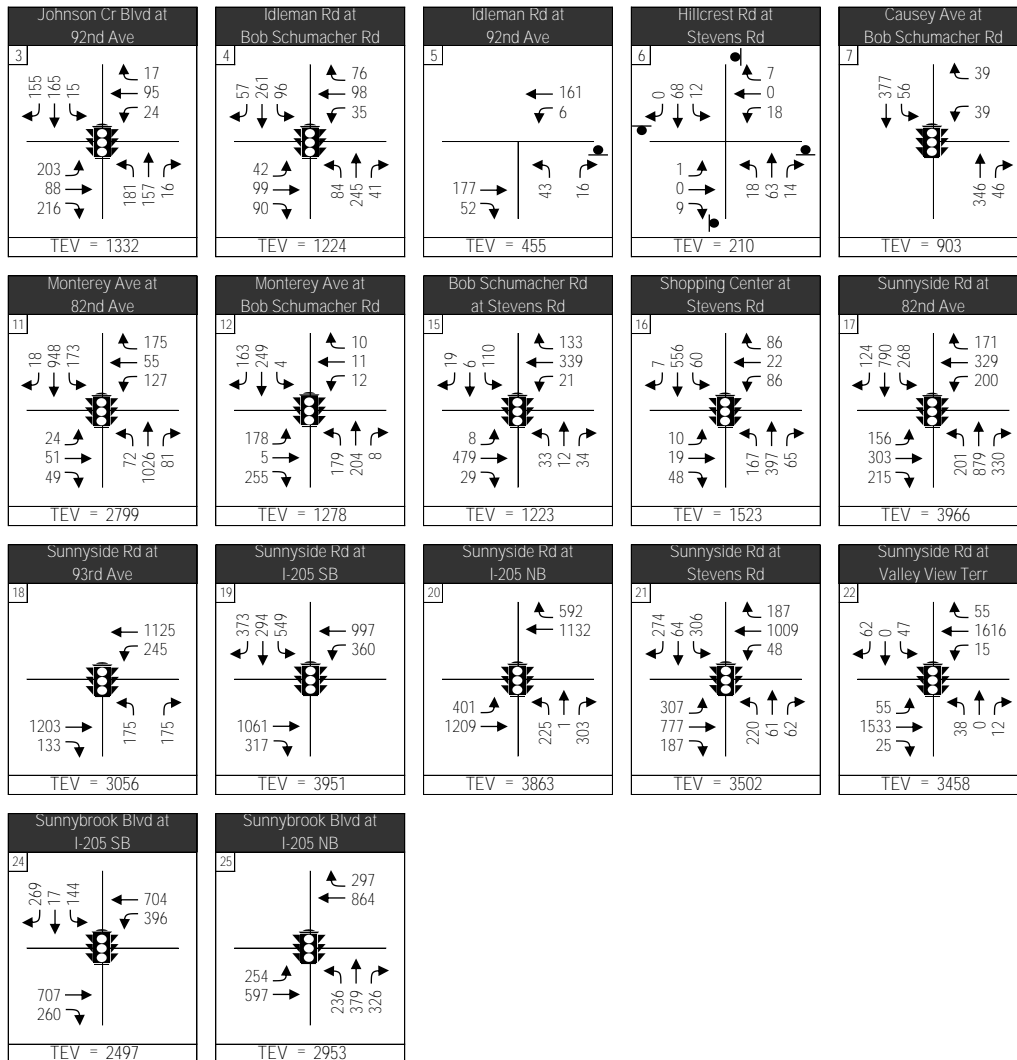 Johnson Cr Blvd at
92nd Ave
3
155 165 15
17
95
24
203
88
216
181 157 16
TEV = 1332
Idleman Rd at
Bob Schumacher Rd
4
57 261 96
76
98
35
42
99
90
84 245 41
TEV = 1224
Idleman Rd at
92nd Ave
5
161
6
177
52
43 16
TEV = 455
Hillcrest Rd at
Stevens Rd
6
0 68 12
7
0
18
1
0
9
18 63 14
TEV = 210
Causey Ave at
Bob Schumacher Rd
7
377 56
39
39
346 46
TEV = 903
Monterey Ave at
82nd Ave
11
18 948 173
175
55
127
24
51
49
72 1026 81
TEV = 2799
Monterey Ave at
Bob Schumacher Rd
12
163 249 4
10
11
12
178
5
255
179 204 8
TEV = 1278
Bob Schumacher Rd
at Stevens Rd
15
19 6 110
133
339
21
8
479
29
33 12 34
TEV = 1223
Shopping Center at
Stevens Rd
16
7 556 60
86
22
86
10
19
48
167 397 65
TEV = 1523
Sunnyside Rd at
82nd Ave
17
124 790 268
171
329
200
156
303
215
201 879 330
TEV = 3966
Sunnyside Rd at
93rd Ave
18
1125
245
1203
133
175 175
TEV = 3056
Sunnyside Rd at
I-205 SB
19
373 294 549
997
360
1061
317
TEV = 3951
Sunnyside Rd at
I-205 NB
20
592
1132
401
1209
225 1 303
TEV = 3863
Sunnyside Rd at
Stevens Rd
21
274 64 306
187
1009
48
307
777
187
220 61 62
TEV = 3502
Sunnyside Rd at
Valley View Terr
22
62 0 47
55
1616
15
55
1533
25
38 0 12
TEV = 3458
Sunnybrook Blvd at
I-205 SB
24
269 17 144
704
396
707
260
TEV = 2497
Sunnybrook Blvd at
I-205 NB
25
297
864
254
597
236 379 326
TEV = 2953